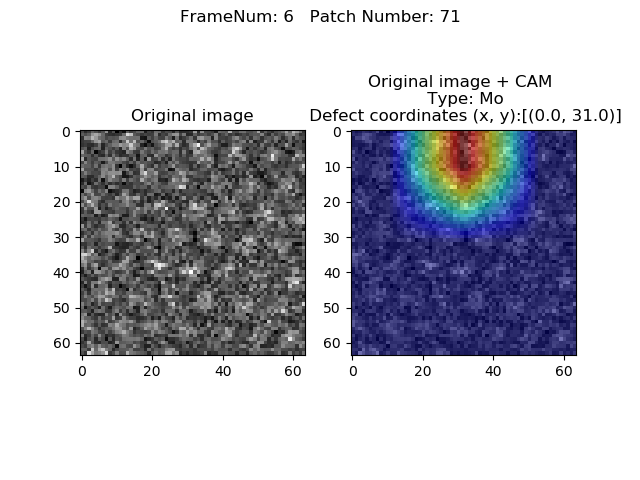 FrameNum: 6   Patch Number: 71
Original image
Original image + CAM
Type: Mo
Defect coordinates (x, y):[(0.0, 31.0)]
0
10
20
30
40
50
60
0 20 40 60
0
10
20
30
40
50
60
0 20 40 60